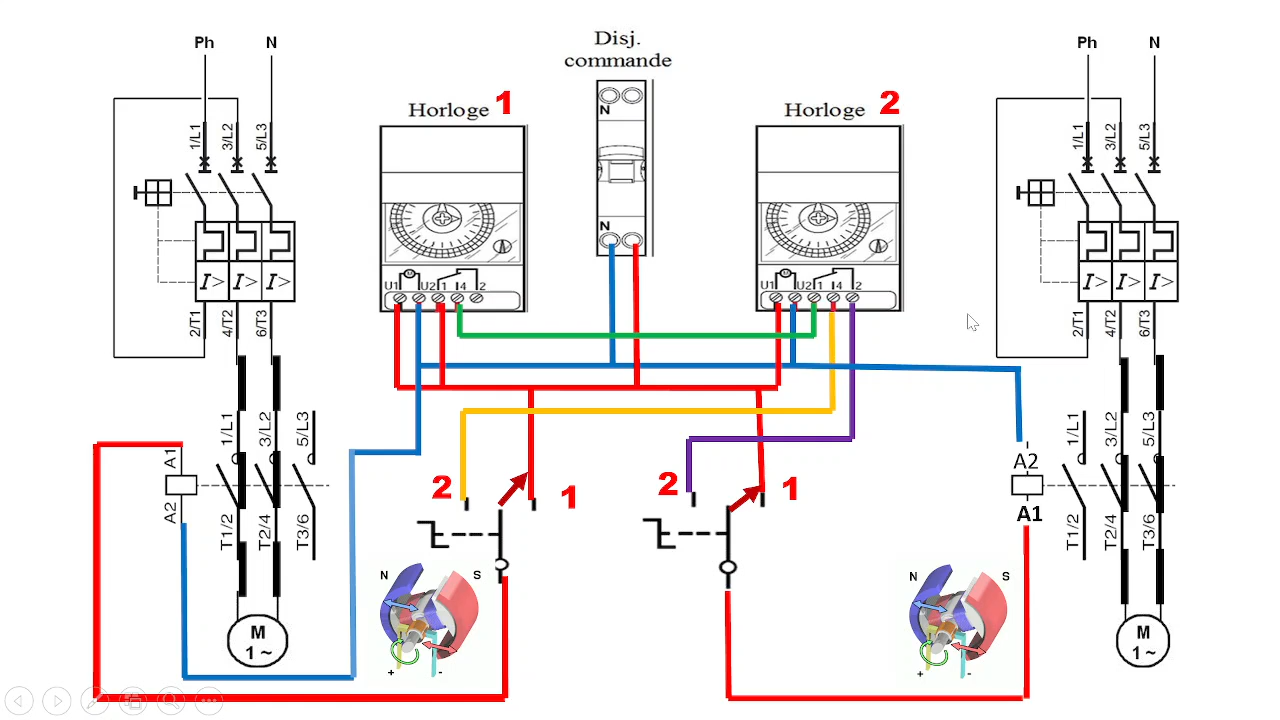 Ph N
1/L1 3/L2 5/L3
I> I> I>
2/T1 4/T2 6/T3
1/L1 3/L2 5/L3
A1
A2
T1/2 T2/4 T3/6
M
1 ~
Horloge 1
U1 M U2 1 4 2
Disj.
commande
N
N
Horloge 2
U1 M U2 1 4 2
2 1
2 1
N S
+ -
N S
+ -
Ph N
1/L1 3/L2 5/L3
I> I> I>
2/T1 4/T2 6/T3
1/L1 3/L2 5/L3
A2
A1
T1/2 T2/4 T3/6
M
1 ~